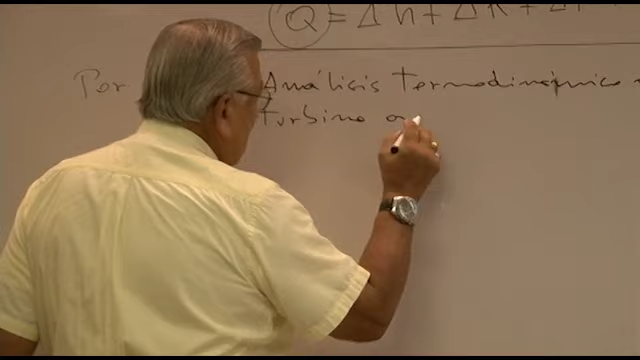 Q = Δh + ΔK + Δ
Por Análisis Termodinámico
turbina a